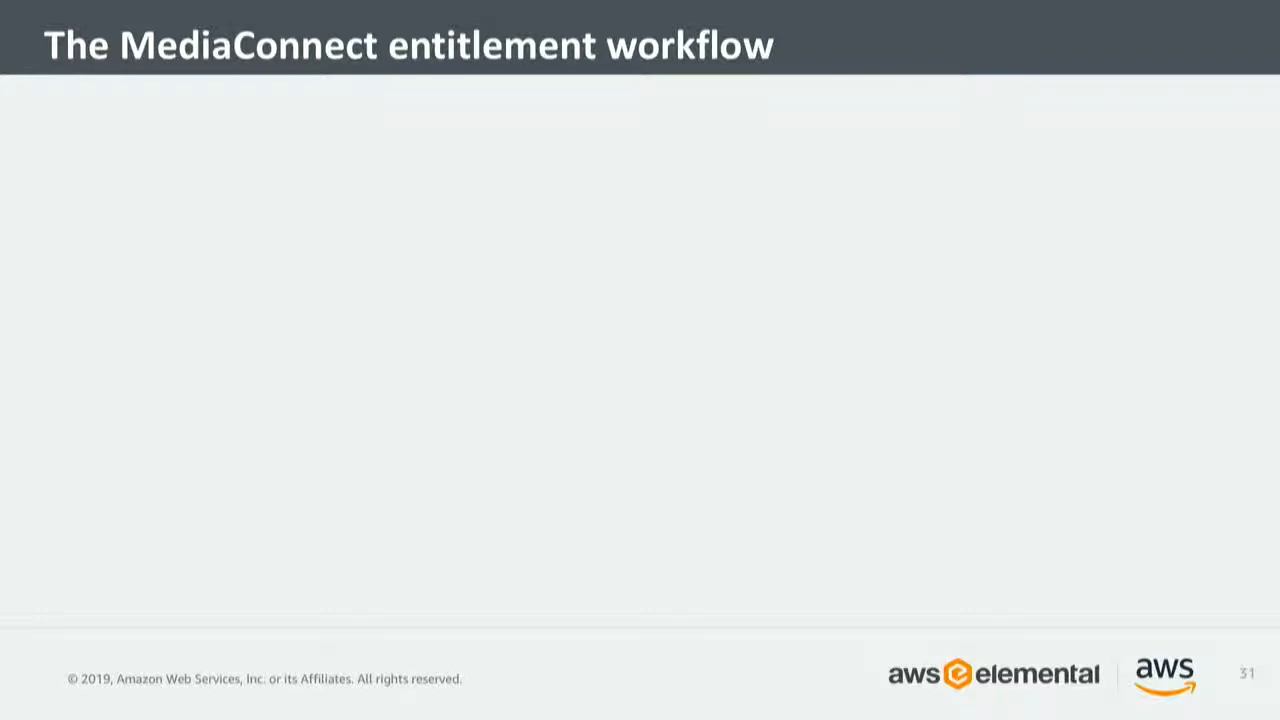 The MediaConnect entitlement workflow
© 2019, Amazon Web Services, Inc. or its Affiliates. All rights reserved.
aws elemental
aws
31